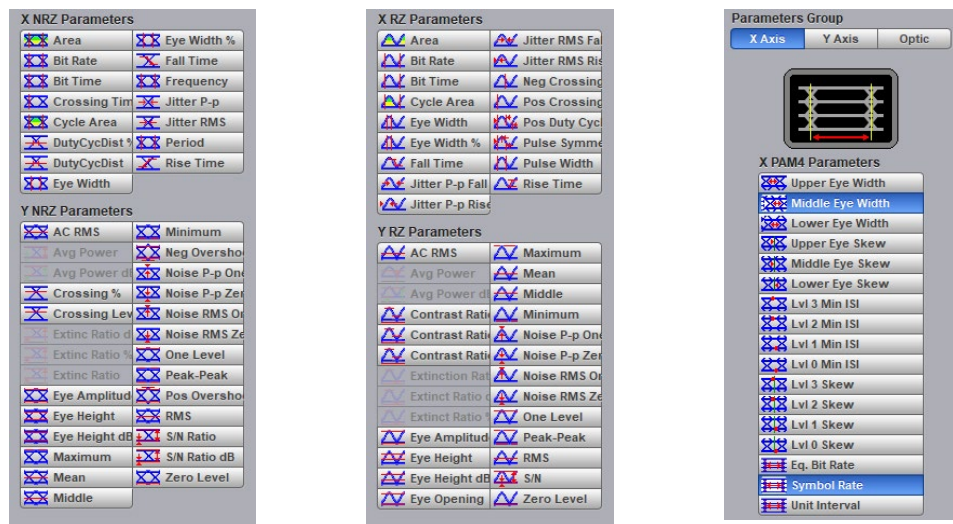 X NRZ Parameters
Area
Eye Width %
Bit Rate
Fall Time
Bit Time
Frequency
Crossing Tim
Jitter P-p
Cycle Area
Jitter RMS
DutyCycDist %
Period
DutyCycDist
Rise Time
Eye Width
Y NRZ Parameters
AC RMS
Minimum
Avg Power
Neg Oversho
Avg Power dB
Noise P-p One
Crossing %
Noise P-p Zer
Crossing Lev
Noise RMS On
Extinc Ratio d
Noise RMS Ze
Extinc Ratio %
One Level
Extinc Ratio
Peak-Peak
Eye Amplitud
Pos Oversho
Eye Height
RMS
Eye Height dB
S/N Ratio
Maximum
S/N Ratio dB
Mean
Zero Level
Middle
X RZ Parameters
Area
Jitter RMS Fal
Bit Rate
Jitter RMS Ris
Bit Time
Neg Crossing
Cycle Area
Pos Crossing
Eye Width
Pos Duty Cycl
Eye Width %
Pulse Symme
Fall Time
Pulse Width
Jitter P-p Fall
Rise Time
Jitter P-p Rise
Y RZ Parameters
AC RMS
Maximum
Avg Power
Mean
Avg Power dB
Middle
Contrast Rati
Minimum
Contrast Rati
Noise P-p One
Contrast Rati
Noise P-p Zer
Extinction Rat
Noise RMS On
Extinct Ratio d
Noise RMS Ze
Extinct Ratio %
One Level
Eye Amplitud
Peak-Peak
Eye Height
RMS
Eye Height dB
S/N
Eye Opening
Zero Level
Parameters Group
X Axis Y Axis Optic
X PAM4 Parameters
Upper Eye Width
Middle Eye Width
Lower Eye Width
Upper Eye Skew
Middle Eye Skew
Lower Eye Skew
Lvl 3 Min ISI
Lvl 2 Min ISI
Lvl 1 Min ISI
Lvl 0 Min ISI
Lvl 3 Skew
Lvl 2 Skew
Lvl 1 Skew
Lvl 0 Skew
Eq. Bit Rate
Symbol Rate
Unit Interval